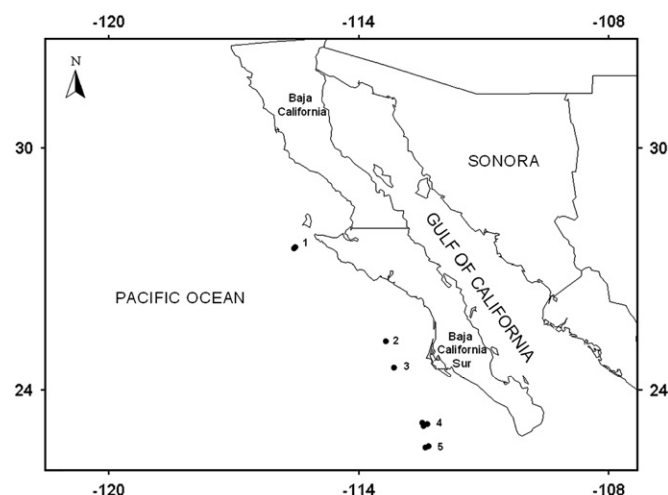 -120 -114 -108
N
Baja
California
30 30
SONORA
GULF OF CALIFORNIA
1
PACIFIC OCEAN
2
Baja
California
Sur
3
24 24
4
5
-120 -114 -108